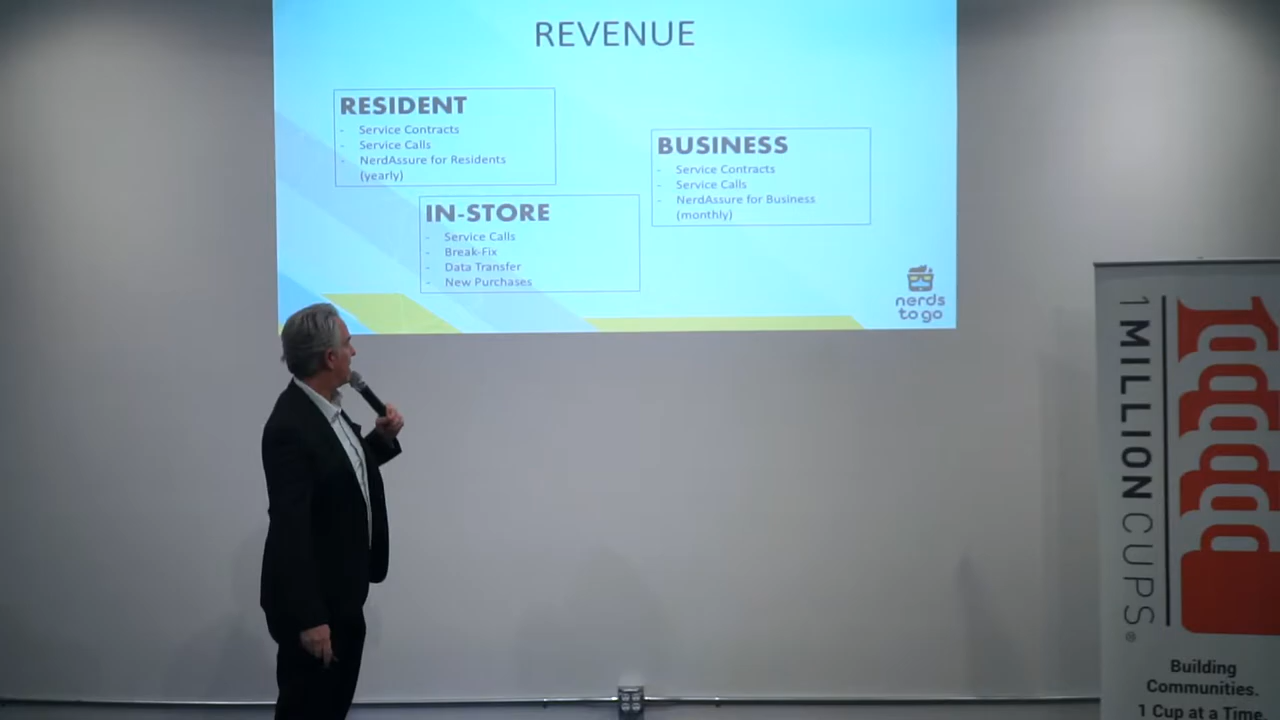 REVENUE
RESIDENT
- Service Contracts
- Service Calls
- NerdAssure for Residents
(yearly)
BUSINESS
- Service Contracts
- Service Calls
- NerdAssure for Business
(monthly)
IN-STORE
- Service Calls
- Break-Fix
- Data Transfer
- New Purchases
nerds
to go
1 MILLION CUPS®
Building
Communities.
1 Cup at a Time.